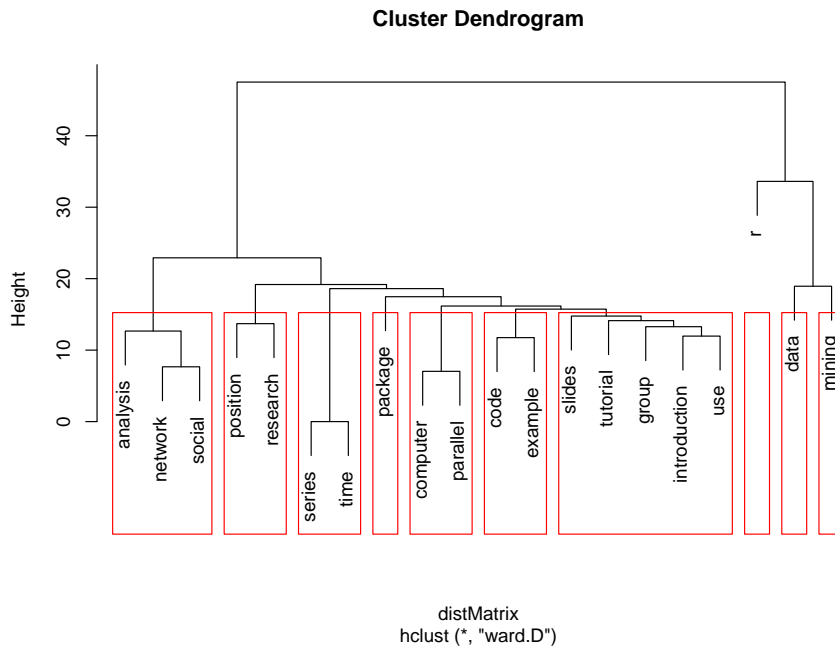 Cluster Dendrogram
Height
0
10
20
30
40
analysis
network
social
position
research
series
time
package
computer
parallel
code
example
slides
tutorial
group
introduction
use
r
data
mining
distMatrix
hclust (*, "ward.D")